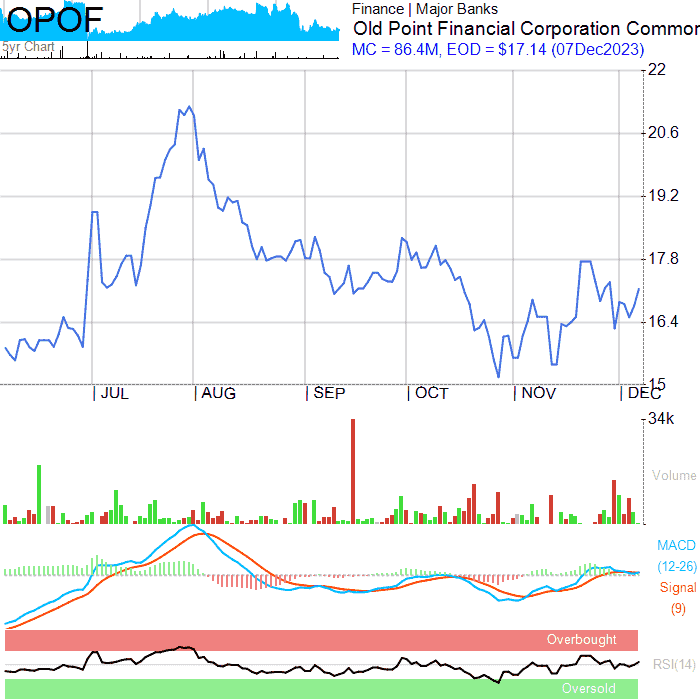 OPOF
5yr Chart
Finance | Major Banks
Old Point Financial Corporation Common
MC = 86.4M, EOD = $17.14 (07Dec2023)
22
20.6
19.2
17.8
16.4
15
JUL AUG SEP OCT NOV DEC
34k
Volume
MACD
(12-26)
Signal
(9)
Overbought
RSI(14)
Oversold